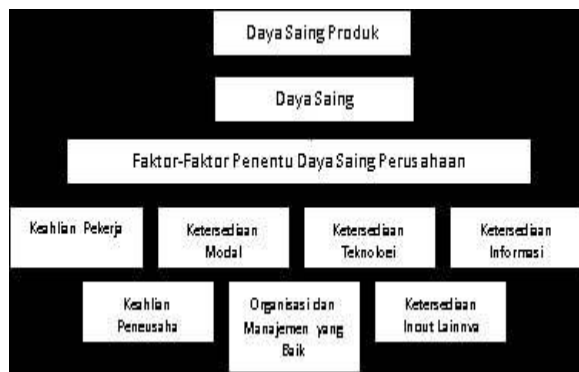 Daya Saing Produk
Daya Saing
Faktor-Faktor Penentu Daya Saing Perusahaan
Keahlian Pekerja
Ketersediaan
Modal
Ketersediaan
Teknologi
Ketersediaan
Informasi
Keahlian
Pengusaha
Organisasi dan
Manajemen yang
Baik
Ketersediaan
Input Lainnya